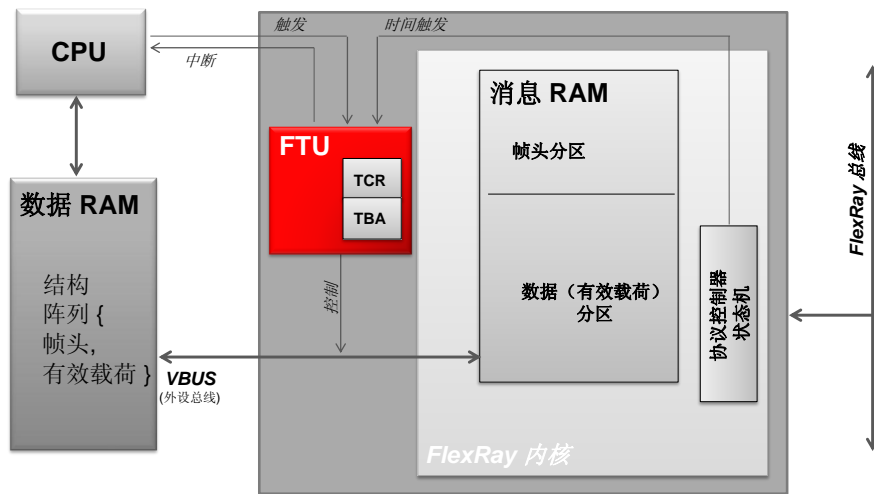 CPU
触发
中断
时间触发
消息 RAM
帧头分区
FTU
TCR
TBA
数据 RAM
结构
阵列 {
帧头,
有效载荷 }
控制
数据（有效载荷）
分区
协议控制器
状态机
FlexRay 总线
VBUS
(外设总线)
FlexRay 内核